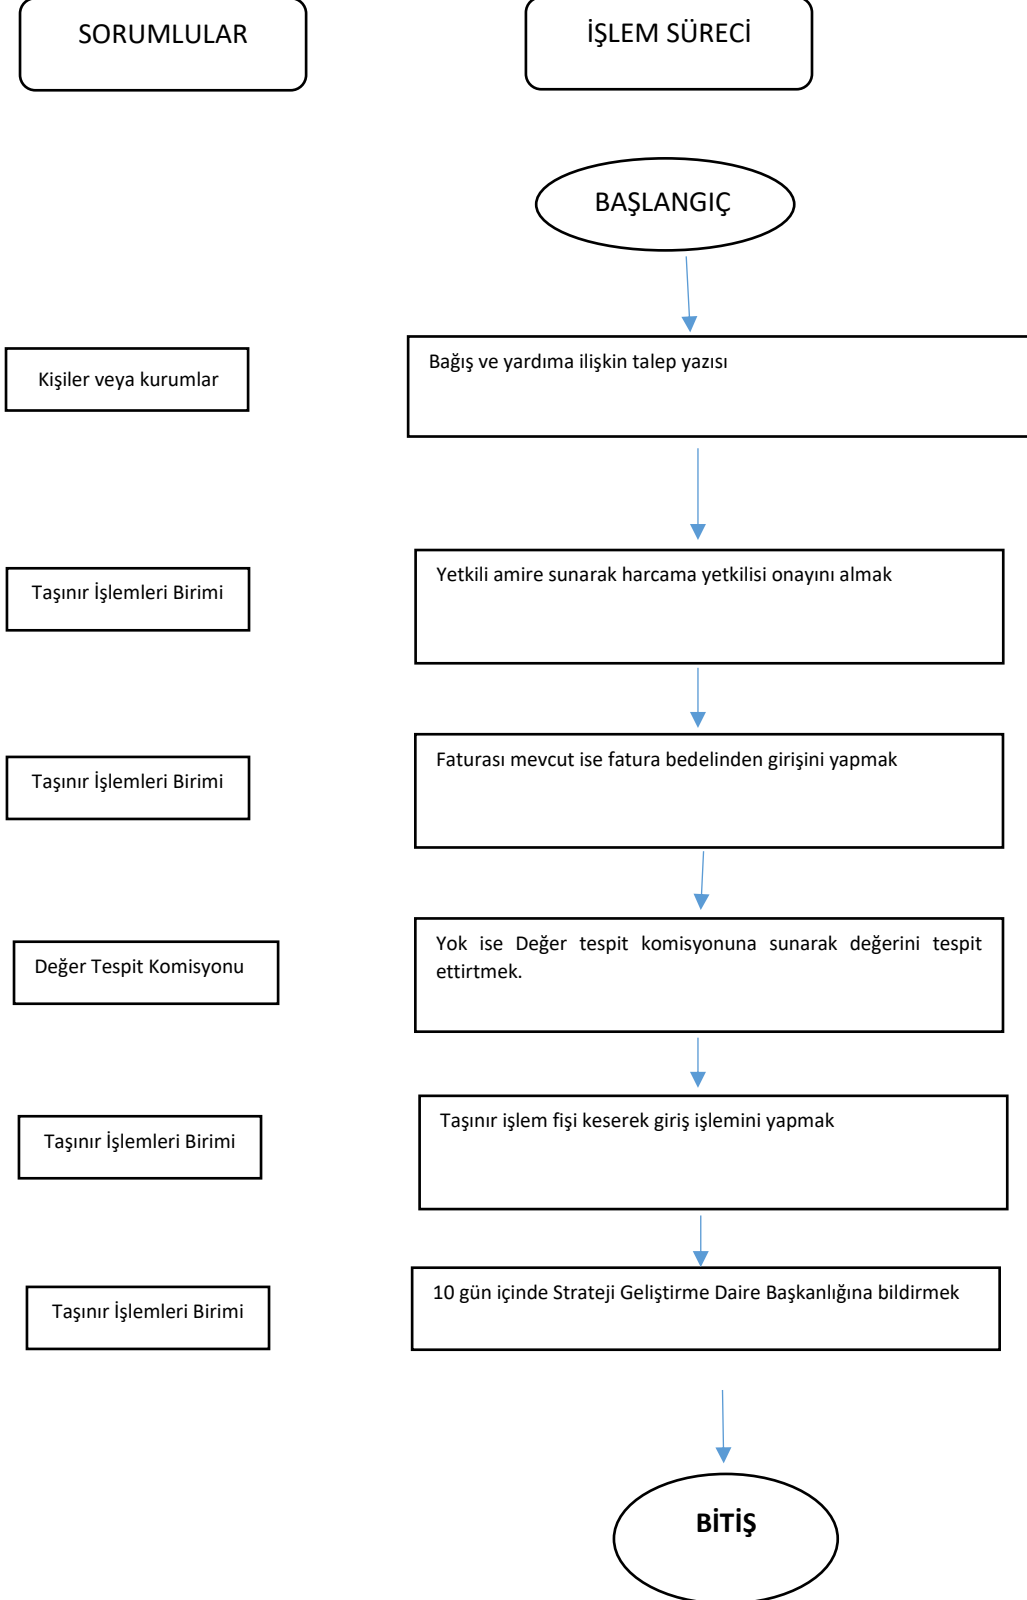 SORUMLULAR
İŞLEM SÜRECİ
BAŞLANGIÇ
Kişiler veya kurumlar
Bağış ve yardıma ilişkin talep yazısı
Taşınır İşlemleri Birimi
Yetkili amire sunarak harcama yetkilisi onayını almak
Taşınır İşlemleri Birimi
Faturası mevcut ise fatura bedelinden girişini yapmak
Değer Tespit Komisyonu
Yok ise Değer tespit komisyonuna sunarak değerini tespit
ettirtmek.
Taşınır İşlemleri Birimi
Taşınır işlem fişi keserek giriş işlemini yapmak
Taşınır İşlemleri Birimi
10 gün içinde Strateji Geliştirme Daire Başkanlığına bildirmek
BİTİŞ